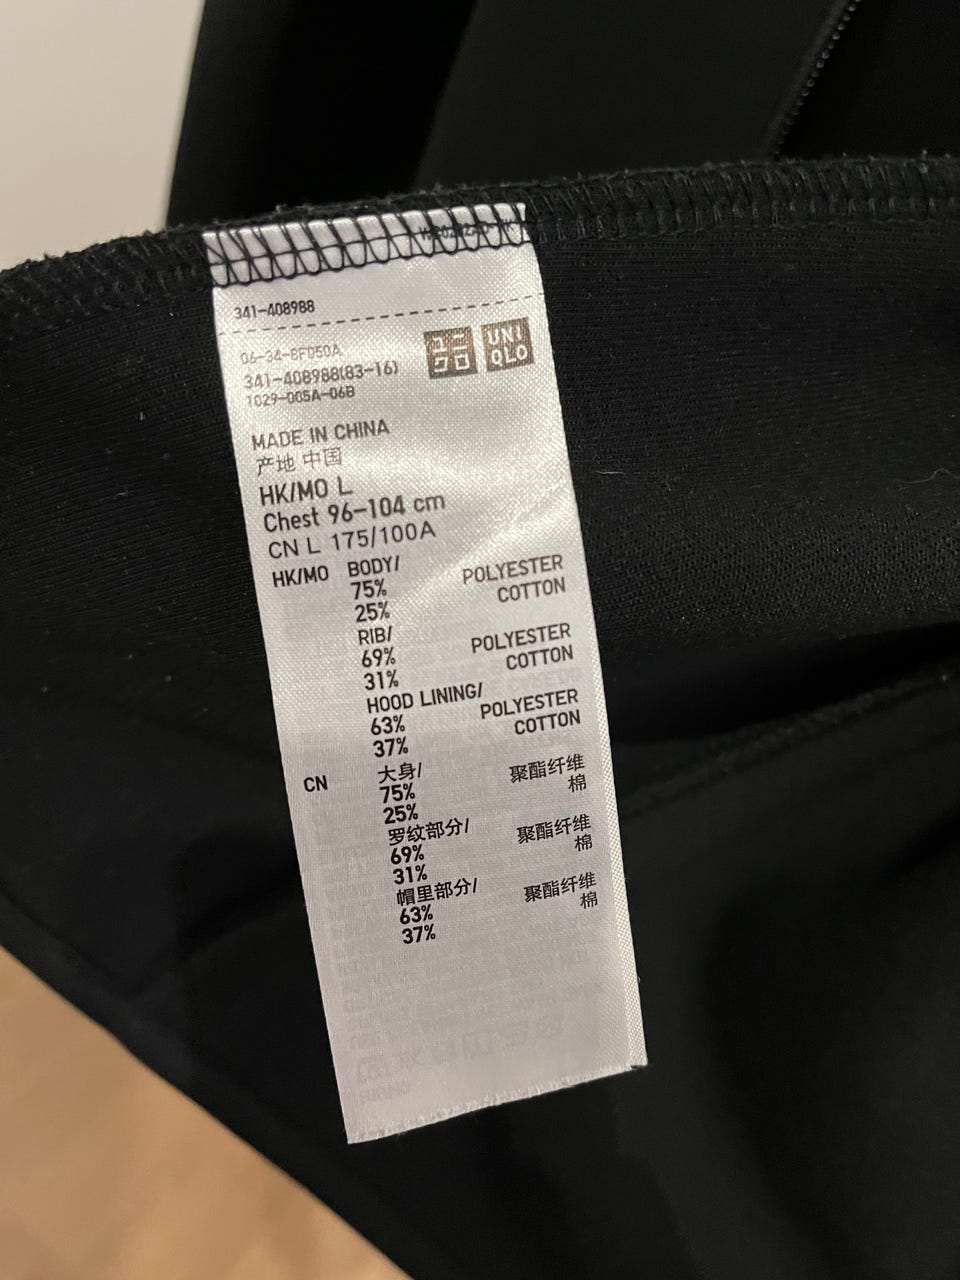 341-408988
06-34-8F050A
341-408988(83-16)
1029-005A-06B
ユニ
クロ
UNI
QLO
MADE IN CHINA
产地 中国
HK/MO L
Chest 96-104 cm
CN L 175/100A
HK/MO BODY/
75% POLYESTER
25% COTTON
RIB/
69% POLYESTER
31% COTTON
HOOD LINING/
63% POLYESTER
37% COTTON
CN 大身/
75% 聚酯纤维
25% 棉
罗纹部分/
69% 聚酯纤维
31% 棉
帽里部分/
63% 聚酯纤维
37% 棉